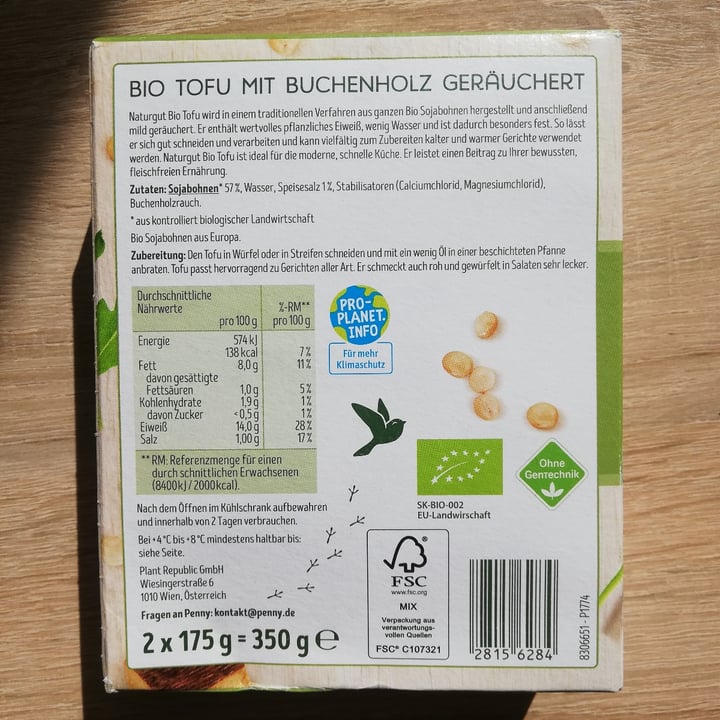 BIO TOFU MIT BUCHENHOLZ GERÄUCHERT
Naturgut Bio Tofu wird in einem traditionellen Verfahren aus ganzen Bio Sojabohnen hergestellt und anschließend
mild geräuchert. Er enthält wertvolles pflanzliches Eiweiß, wenig Wasser und ist dadurch besonders fest. So lässt
er sich gut schneiden und verarbeiten und kann vielfältig zum Zubereiten kalter und warmer Gerichte verwendet
werden. Naturgut Bio Tofu ist ideal für die moderne, schnelle Küche. Er leistet einen Beitrag zu Ihrer bewussten,
fleischfreien Ernährung.
Zutaten: Sojabohnen* 57%, Wasser, Speisesalz 1%, Stabilisatoren (Calciumchlorid, Magnesiumchlorid),
Buchenholzrauch.
* aus kontrolliert biologischer Landwirtschaft
Bio Sojabohnen aus Europa.
Zubereitung: Den Tofu in Würfel oder in Streifen schneiden und mit ein wenig Öl in einer beschichteten Pfanne
anbraten. Tofu passt hervorragend zu Gerichten aller Art. Er schmeckt auch roh und gewürfelt in Salaten sehr lecker.
Durchschnittliche
Nährwerte %-RM**
pro 100 g pro 100 g
Energie 574 kJ
138 kcal 7%
Fett 8,0 g 11%
davon gesättigte
Fettsäuren 1,0 g 5%
Kohlenhydrate 1,9 g 1%
davon Zucker <0,5 g 1%
Eiweiß 14,0 g 28%
Salz 1,00 g 17%
** RM: Referenzmenge für einen
durch schnittlichen Erwachsenen
(8400 kJ / 2000 kcal).
PRO-
PLANET.
INFO
Für mehr
Klimaschutz
Nach dem Öffnen im Kühlschrank aufbewahren
und innerhalb von 2 Tagen verbrauchen.
Bei +4°C bis +8°C mindestens haltbar bis:
siehe Seite.
Plant Republic GmbH
Wiesingerstraße 6
1010 Wien, Österreich
Fragen an Penny: kontakt@penny.de
2 x 175 g = 350 g e
SK-BIO-002
EU-Landwirtschaft
Ohne
Gentechnik
FSC
®
www.fsc.org
MIX
Verpackung aus
verantwortungs-
vollen Quellen
FSC® C107321
2815 6284
8306651 - P1774